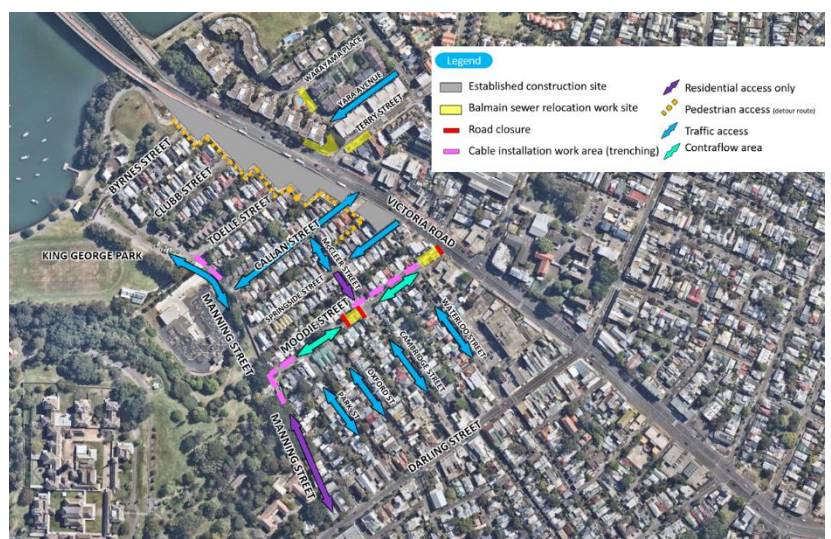 Legend
Established construction site
Balmain sewer relocation work site
Road closure
Cable installation work area (trenching)
Residential access only
Pedestrian access (detour route)
Traffic access
Contraflow area
WARAYAMA PLACE
YARA AVENUE
TERRY STREET
BYRNES STREET
CLUBB STREET
TOELLE STREET
CALLAN STREET
VICTORIA ROAD
KING GEORGE PARK
MCCLEER STREET
SPRINGSIDE STREET
MANNING STREET
MOODIE STREET
WATERLOO STREET
CAMBRIDGE STREET
OXFORD ST
PARK ST
MANNING STREET
DARLING STREET